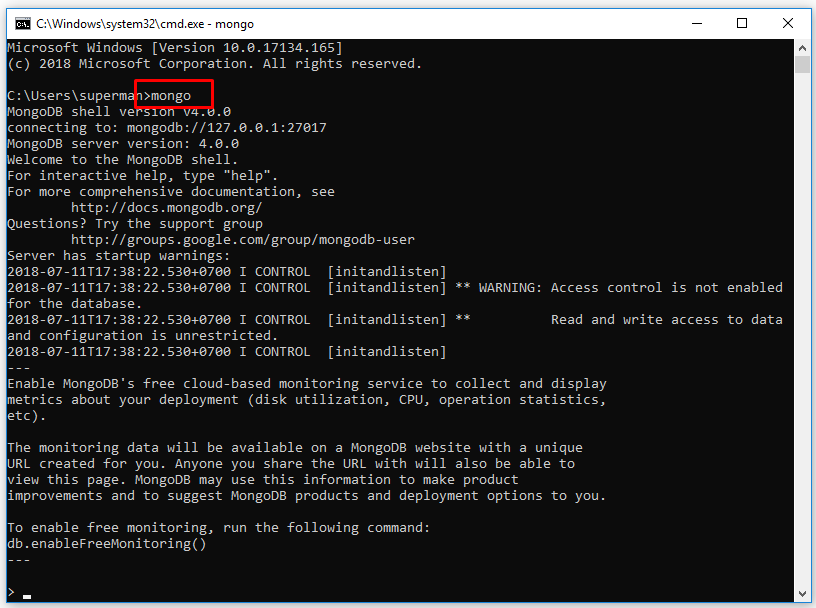 C:\Windows\system32\cmd.exe - mongo
Microsoft Windows [Version 10.0.17134.165]
(c) 2018 Microsoft Corporation. All rights reserved.
C:\Users\superman>mongo
MongoDB shell version v4.0.0
connecting to: mongodb://127.0.0.1:27017
MongoDB server version: 4.0.0
Welcome to the MongoDB shell.
For interactive help, type "help".
For more comprehensive documentation, see
        http://docs.mongodb.org/
Questions? Try the support group
        http://groups.google.com/group/mongodb-user
Server has startup warnings:
2018-07-11T17:38:22.530+0700 I CONTROL  [initandlisten]
2018-07-11T17:38:22.530+0700 I CONTROL  [initandlisten] ** WARNING: Access control is not enabled
for the database.
2018-07-11T17:38:22.530+0700 I CONTROL  [initandlisten] **          Read and write access to data
and configuration is unrestricted.
2018-07-11T17:38:22.530+0700 I CONTROL  [initandlisten]
---
Enable MongoDB's free cloud-based monitoring service to collect and display
metrics about your deployment (disk utilization, CPU, operation statistics,
etc).
The monitoring data will be available on a MongoDB website with a unique
URL created for you. Anyone you share the URL with will also be able to
view this page. MongoDB may use this information to make product
improvements and to suggest MongoDB products and deployment options to you.
To enable free monitoring, run the following command:
db.enableFreeMonitoring()
---
> _